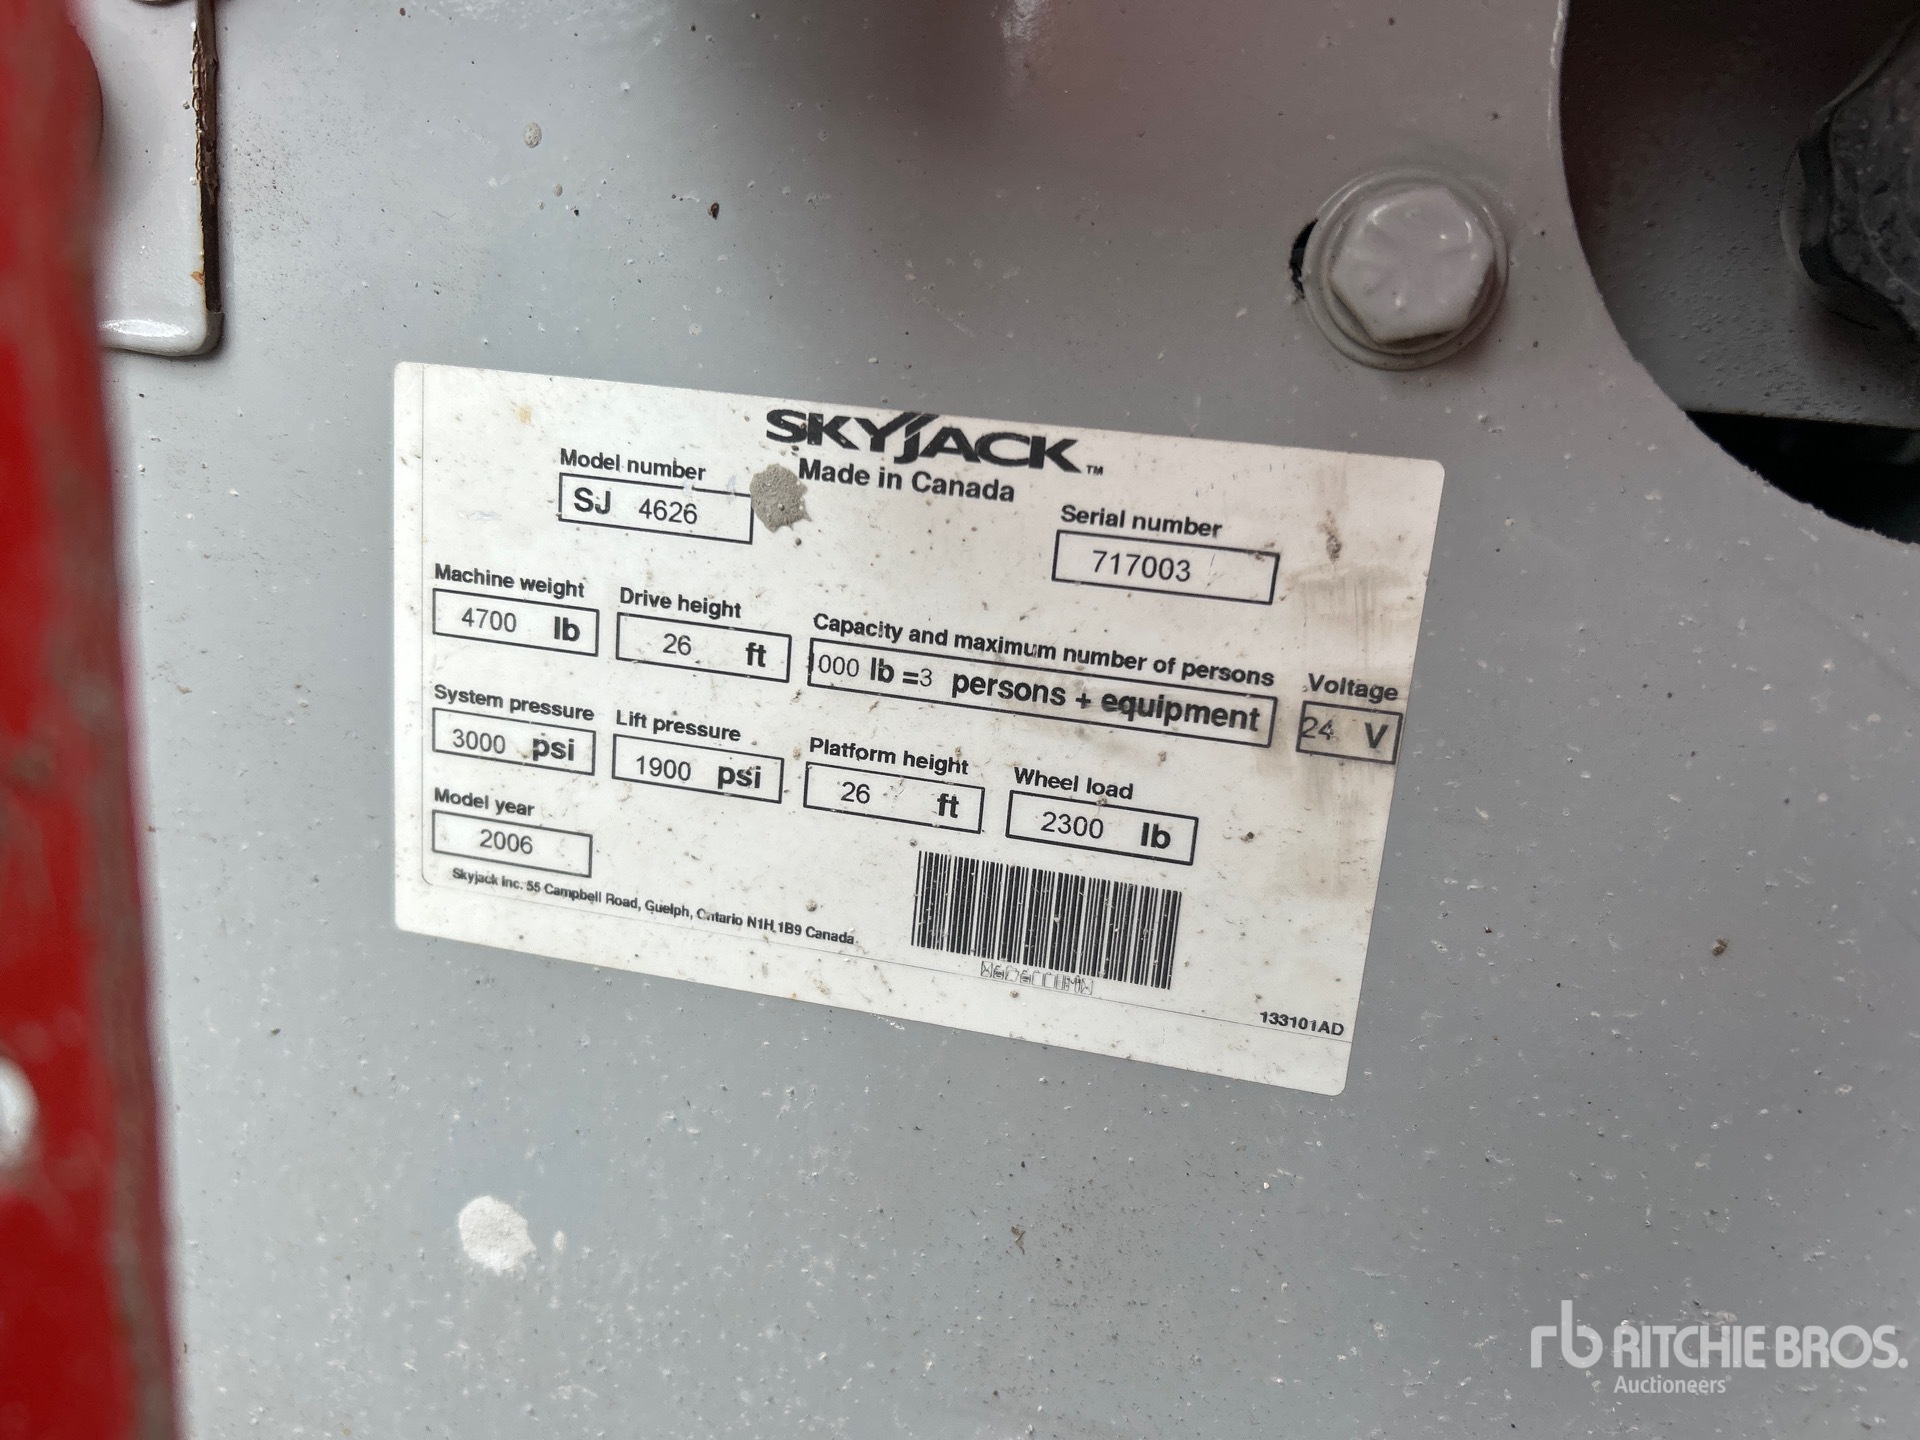 SKYJACK™
Made in Canada
Model number
SJ 4626
Serial number
717003
Machine weight
4700 lb
Drive height
26 ft
Capacity and maximum number of persons
1000 lb =3 persons + equipment
Voltage
24 V
System pressure
3000 psi
Lift pressure
1900 psi
Platform height
26 ft
Wheel load
2300 lb
Model year
2006
Skyjack Inc. 55 Campbell Road, Guelph, Ontario N1H 1B9 Canada
133101AD
rb RITCHIE BROS.
Auctioneers